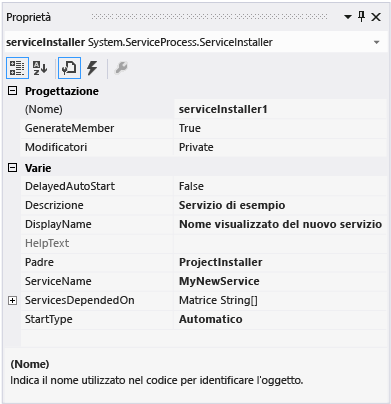 Proprietà
serviceInstaller System.ServiceProcess.ServiceInstaller
Progettazione
(Nome) serviceInstaller1
GenerateMember True
Modificatori Private
Varie
DelayedAutoStart False
Descrizione Servizio di esempio
DisplayName Nome visualizzato del nuovo servizio
HelpText
Padre ProjectInstaller
ServiceName MyNewService
ServicesDependedOn Matrice String[]
StartType Automatico
(Nome)
Indica il nome utilizzato nel codice per identificare l'oggetto.